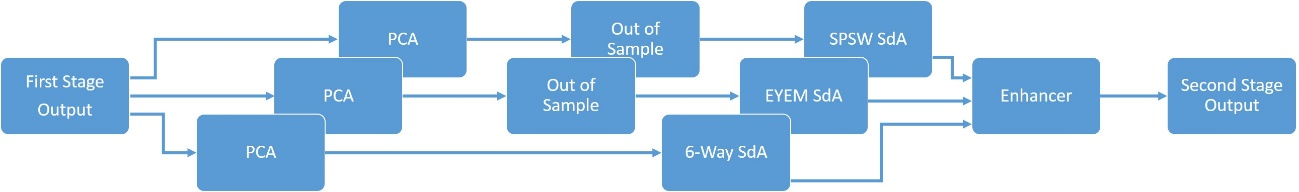 First Stage
Output
PCA
Out of
Sample
SPSW SdA
PCA
Out of
Sample
EYEM SdA
PCA
6-Way SdA
Enhancer
Second Stage
Output